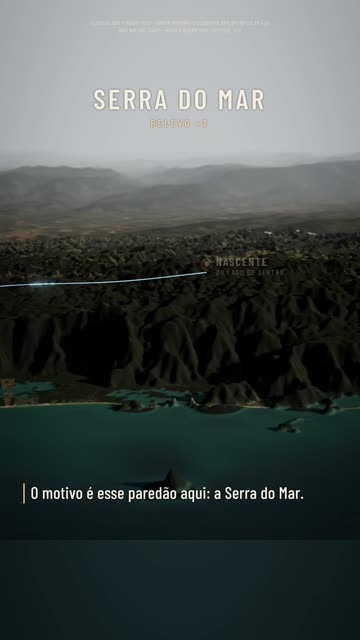 SERRA DO MAR
RELEVO ×3
NASCENTE
DO LADO DE DENTRO
O motivo é esse paredão aqui: a Serra do Mar.